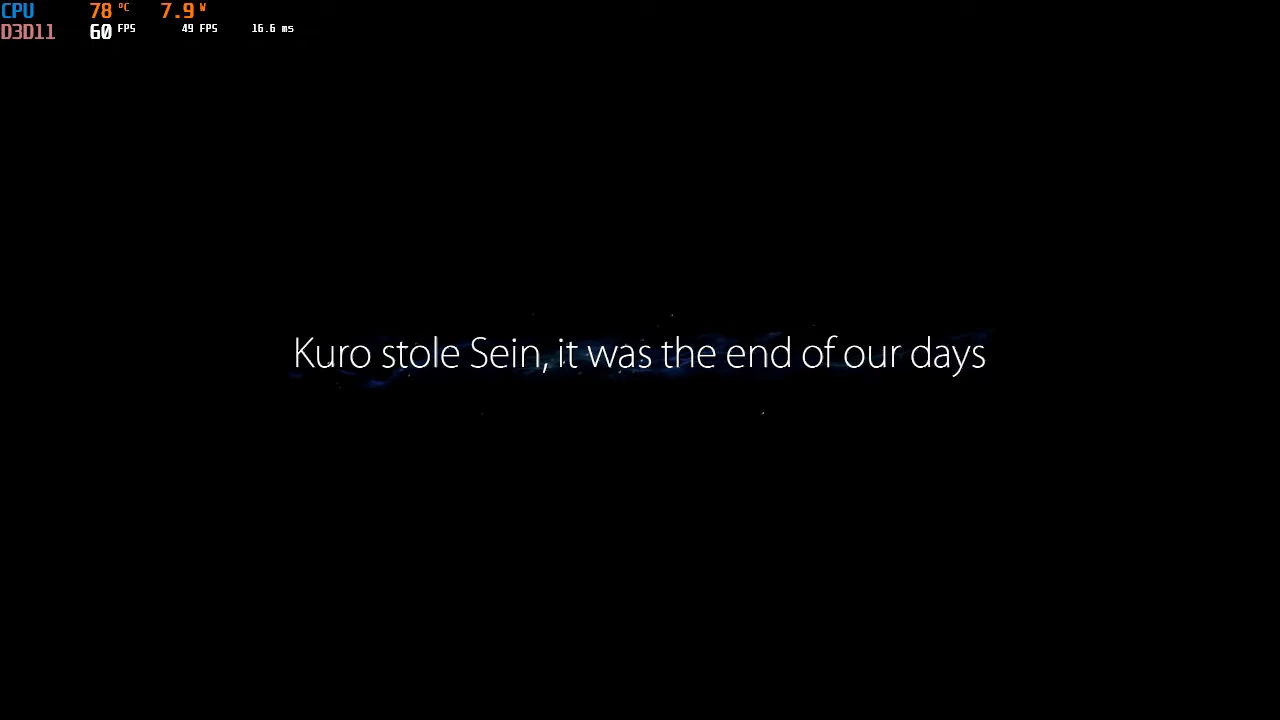 CPU 78 °C 7.9 W
D3D11 60 FPS 49 FPS 16.6 ms
Kuro stole Sein, it was the end of our days